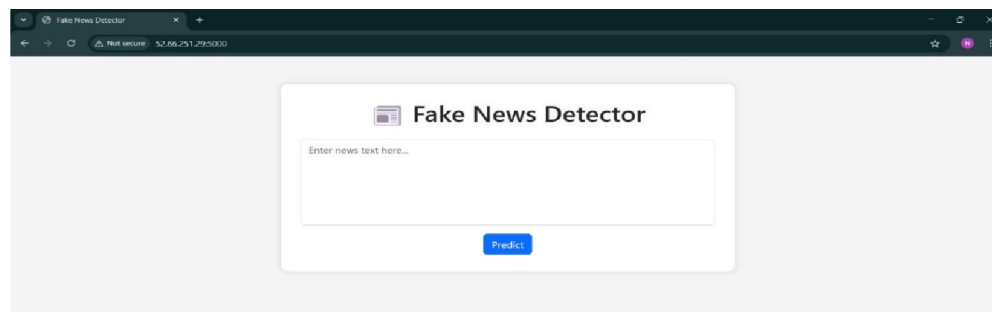 Fake News Detector
Not secure 52.66.251.29:5000
N
Fake News Detector
Enter news text here...
Predict